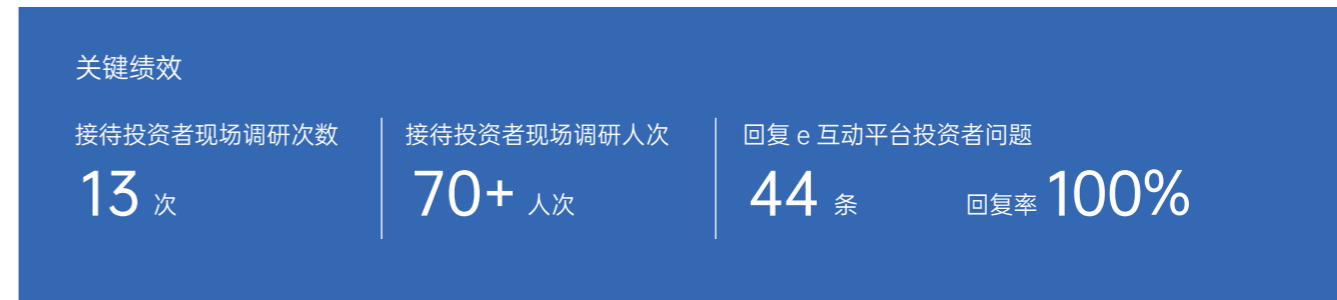 关键绩效
接待投资者现场调研次数
13 次
接待投资者现场调研人次
70+ 人次
回复 e 互动平台投资者问题
44 条 回复率 100%